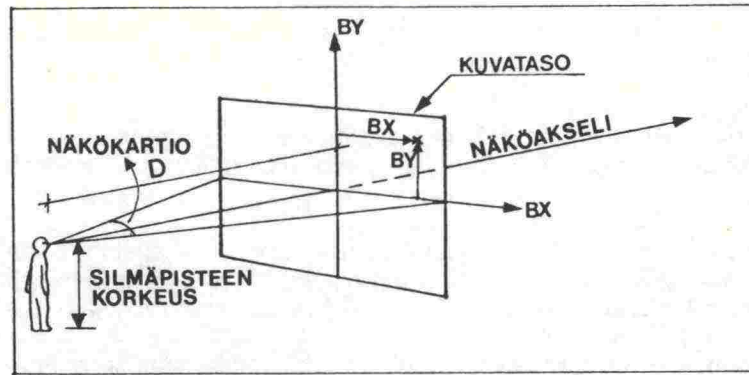 BY
KUVATASO
BX
NÄKÖAKSELI
NÄKÖKARTIO
D
BY
BX
SILMÄPISTEEN
KORKEUS